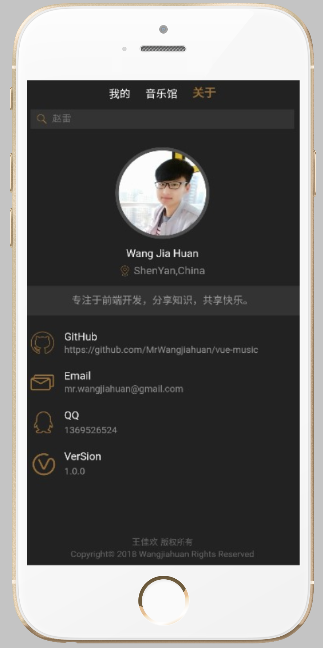 我的 音乐馆 关于
赵雷
Wang Jia Huan
ShenYan,China
专注于前端开发，分享知识，共享快乐。
GitHub
https://github.com/MrWangjiahuan/vue-music
Email
mr.wangjiahuan@gmail.com
QQ
1369526524
VerSion
1.0.0
王佳欢 版权所有
Copyright© 2018 Wangjiahuan Rights Reserved